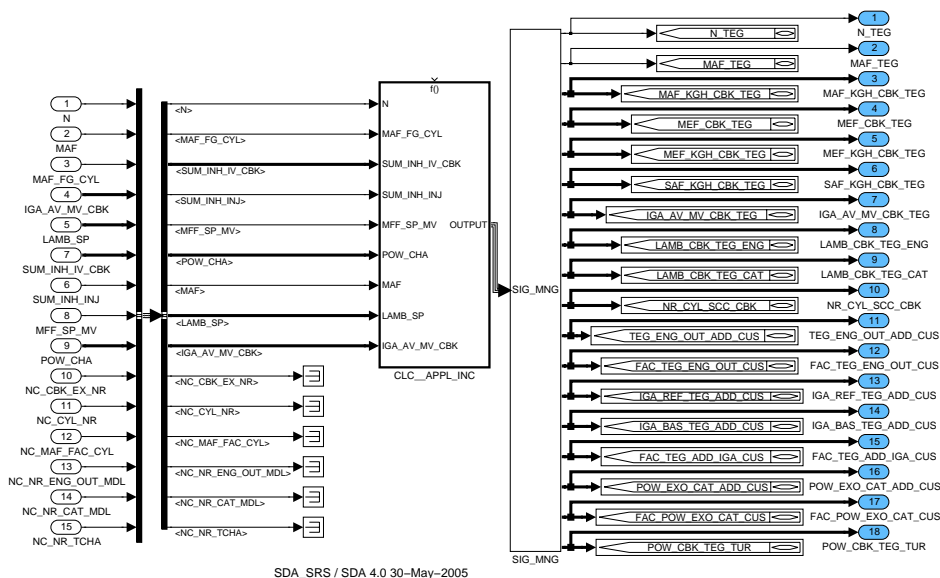 1
N
2
MAF
3
MAF_FG_CYL
4
IGA_AV_MV_CBK
5
LAMB_SP
7
SUM_INH_IV_CBK
6
SUM_INH_INJ
8
MFF_SP_MV
9
POW_CHA
10
NC_CBK_EX_NR
11
NC_CYL_NR
12
NC_MAF_FAC_CYL
13
NC_NR_ENG_OUT_MDL
14
NC_NR_CAT_MDL
15
NC_NR_TCHA
<N>
<MAF_FG_CYL>
<SUM_INH_IV_CBK>
<SUM_INH_INJ>
<MFF_SP_MV>
<POW_CHA>
<MAF>
<LAMB_SP>
<IGA_AV_MV_CBK>
<NC_CBK_EX_NR>
<NC_CYL_NR>
<NC_MAF_FAC_CYL>
<NC_NR_ENG_OUT_MDL>
<NC_NR_CAT_MDL>
<NC_NR_TCHA>
f()
N
MAF_FG_CYL
SUM_INH_IV_CBK
SUM_INH_INJ
MFF_SP_MV
OUTPUT
POW_CHA
MAF
LAMB_SP
IGA_AV_MV_CBK
CLC__APPL_INC
SIG_MNG
SIG_MNG
N_TEG
MAF_TEG
MAF_KGH_CBK_TEG
MEF_CBK_TEG
MEF_KGH_CBK_TEG
SAF_KGH_CBK_TEG
IGA_AV_MV_CBK_TEG
LAMB_CBK_TEG_ENG
LAMB_CBK_TEG_CAT
NR_CYL_SCC_CBK
TEG_ENG_OUT_ADD_CUS
FAC_TEG_ENG_OUT_CUS
IGA_REF_TEG_ADD_CUS
IGA_BAS_TEG_ADD_CUS
FAC_TEG_ADD_IGA_CUS
POW_EXO_CAT_ADD_CUS
FAC_POW_EXO_CAT_CUS
POW_CBK_TEG_TUR
1
N_TEG
2
MAF_TEG
3
MAF_KGH_CBK_TEG
4
MEF_CBK_TEG
5
MEF_KGH_CBK_TEG
6
SAF_KGH_CBK_TEG
7
IGA_AV_MV_CBK_TEG
8
LAMB_CBK_TEG_ENG
9
LAMB_CBK_TEG_CAT
10
NR_CYL_SCC_CBK
11
TEG_ENG_OUT_ADD_CUS
12
FAC_TEG_ENG_OUT_CUS
13
IGA_REF_TEG_ADD_CUS
14
IGA_BAS_TEG_ADD_CUS
15
FAC_TEG_ADD_IGA_CUS
16
POW_EXO_CAT_ADD_CUS
17
FAC_POW_EXO_CAT_CUS
18
POW_CBK_TEG_TUR
SDA_SRS / SDA 4.0 30-May-2005